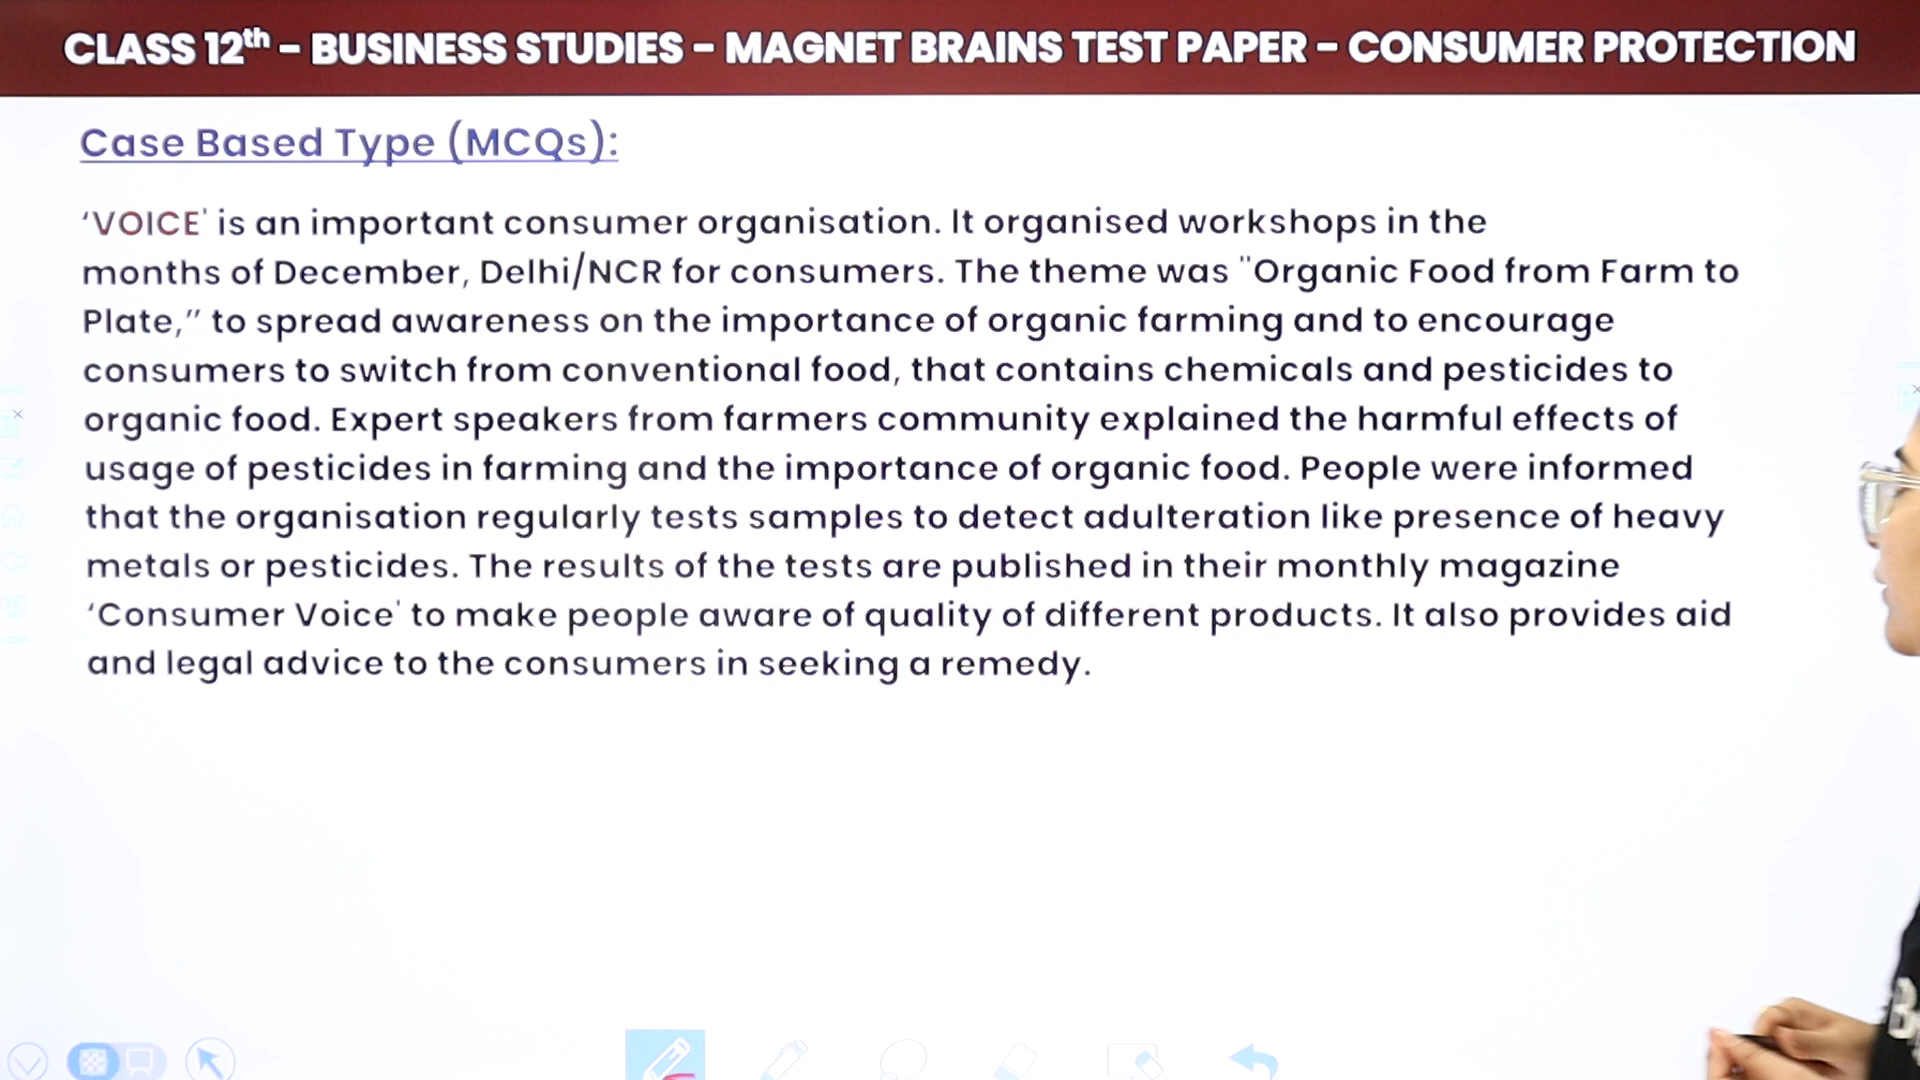 CLASS 12th – BUSINESS STUDIES – MAGNET BRAINS TEST PAPER – CONSUMER PROTECTION
Case Based Type (MCQs):
‘VOICE' is an important consumer organisation. It organised workshops in the
months of December, Delhi/NCR for consumers. The theme was "Organic Food from Farm to
Plate,” to spread awareness on the importance of organic farming and to encourage
consumers to switch from conventional food, that contains chemicals and pesticides to
organic food. Expert speakers from farmers community explained the harmful effects of
usage of pesticides in farming and the importance of organic food. People were informed
that the organisation regularly tests samples to detect adulteration like presence of heavy
metals or pesticides. The results of the tests are published in their monthly magazine
‘Consumer Voice' to make people aware of quality of different products. It also provides aid
and legal advice to the consumers in seeking a remedy.